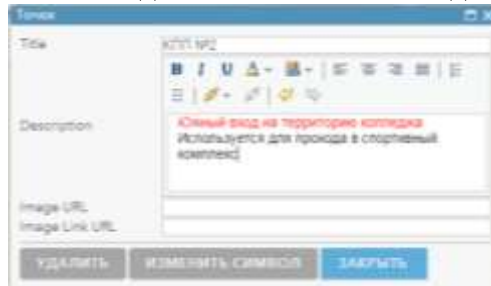 Точки
Title
КПП №2
B I U A
Description
Южный вход на территорию колледжа
Используется для прохода в спортивный
комплекс
Image URL
Image Link URL
УДАЛИТЬ
ИЗМЕНИТЬ СИМВОЛ
ЗАКРЫТЬ